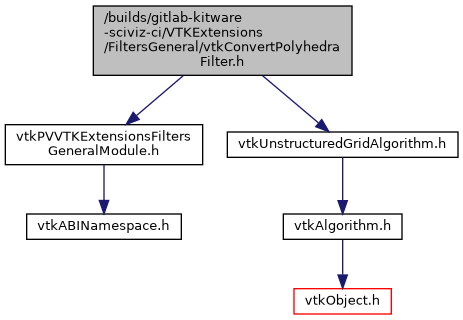 /builds/gitlab-kitware
-sciviz-ci/VTKExtensions
/FiltersGeneral/vtkConvertPolyhedra
Filter.h
vtkPVVTKExtensionsFilters
GeneralModule.h
vtkUnstructuredGridAlgorithm.h
vtkABINamespace.h
vtkAlgorithm.h
vtkObject.h